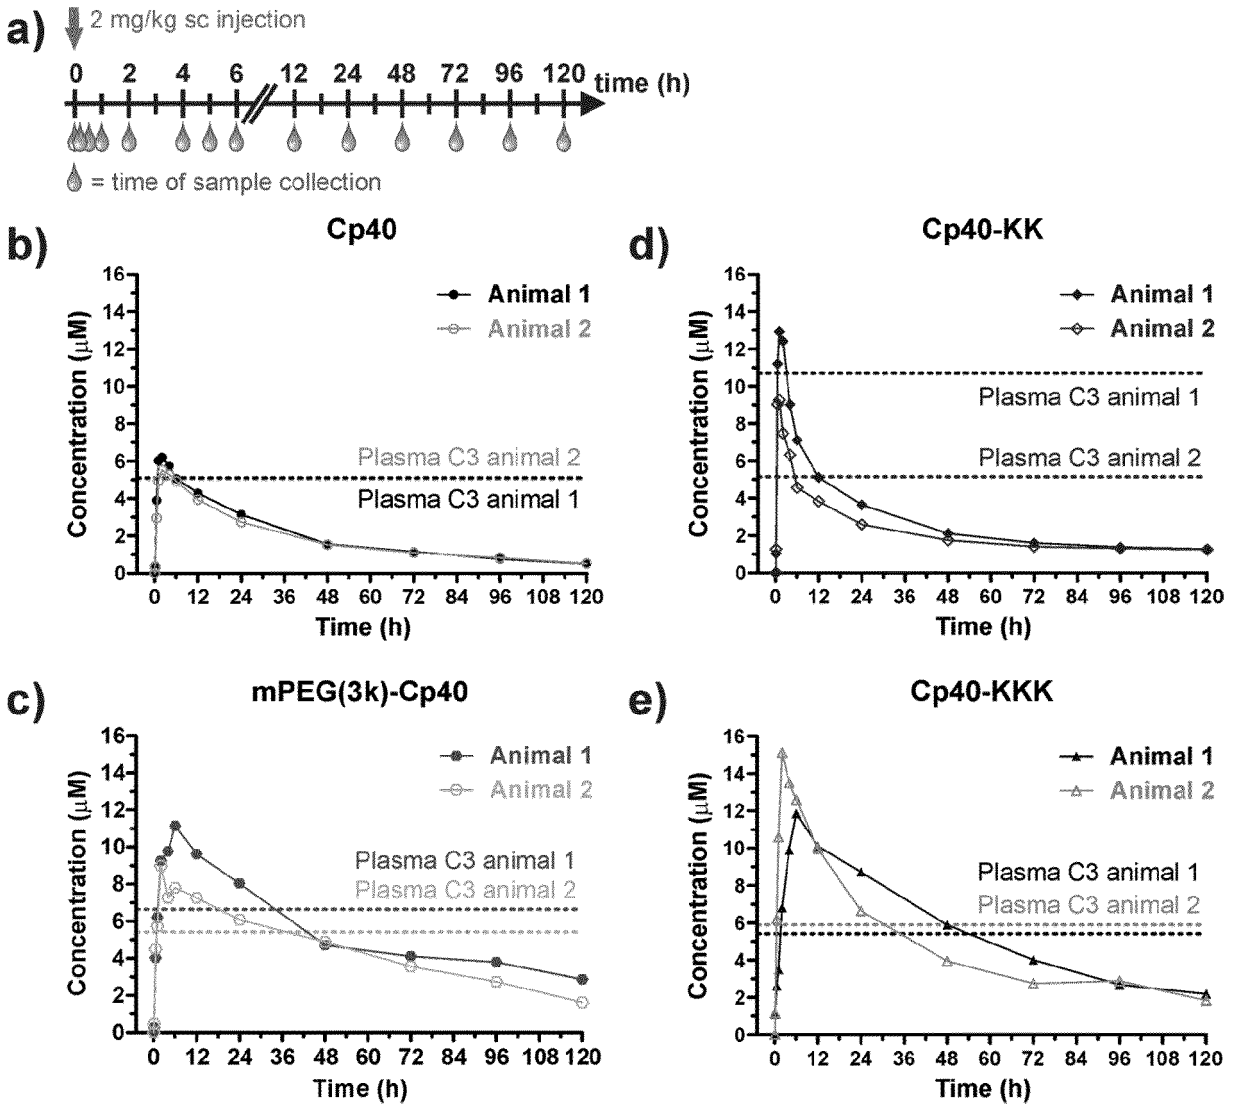 a)
2 mg/kg sc injection
0 2 4 6 12 24 48 72 96 120 time (h)
= time of sample collection
b)
Cp40
Concentration (µM)
16
14
12
10
8
6
4
2
0
Animal 1
Animal 2
Plasma C3 animal 2
Plasma C3 animal 1
0 12 24 36 48 60 72 84 96 108 120
Time (h)
d)
Cp40-KK
Concentration (µM)
16
14
12
10
8
6
4
2
0
Animal 1
Animal 2
Plasma C3 animal 1
Plasma C3 animal 2
0 12 24 36 48 60 72 84 96 108 120
Time (h)
c)
mPEG(3k)-Cp40
Concentration (µM)
16
14
12
10
8
6
4
2
0
Animal 1
Animal 2
Plasma C3 animal 1
Plasma C3 animal 2
0 12 24 36 48 60 72 84 96 108 120
Time (h)
e)
Cp40-KKK
Concentration (µM)
16
14
12
10
8
6
4
2
0
Animal 1
Animal 2
Plasma C3 animal 1
Plasma C3 animal 2
0 12 24 36 48 60 72 84 96 108 120
Time (h)